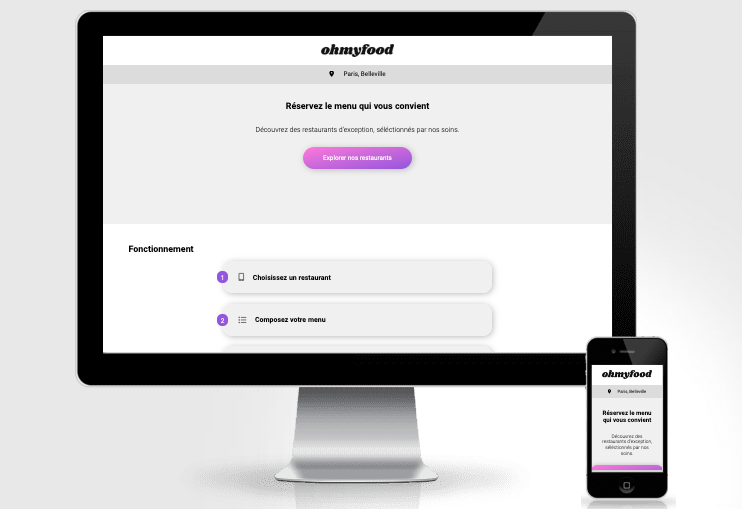 ohmyfood
Paris, Belleville
Réservez le menu qui vous convient
Découvrez des restaurants d'exception, séléctionnés par nos soins.
Explorer nos restaurants
Fonctionnement
1 Choisissez un restaurant
2 Composez votre menu
ohmyfood
Paris, Belleville
Réservez le menu
qui vous convient
Découvrez des
restaurants d'exception,
séléctionnés par nos
soins.